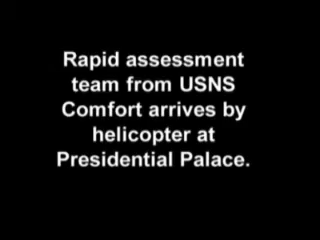 Rapid assessment
team from USNS
Comfort arrives by
helicopter at
Presidential Palace.